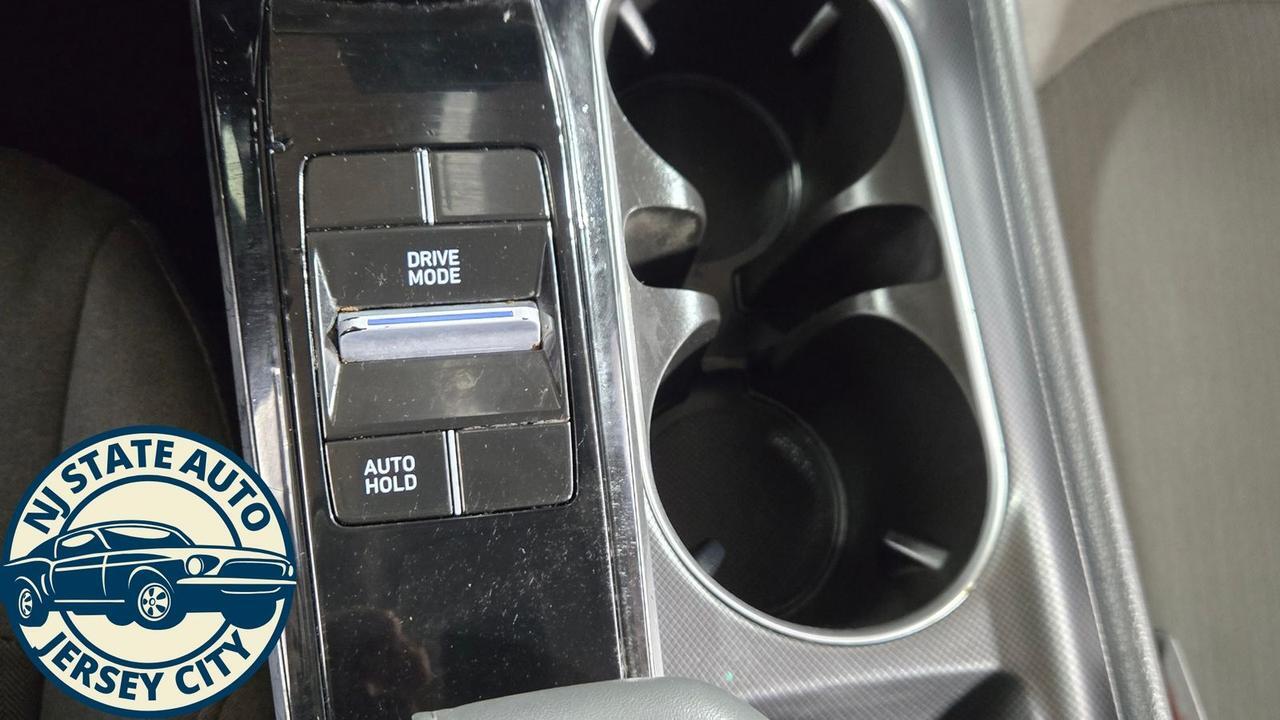 DRIVE
MODE
AUTO
HOLD
NJ STATE AUTO
JERSEY CITY